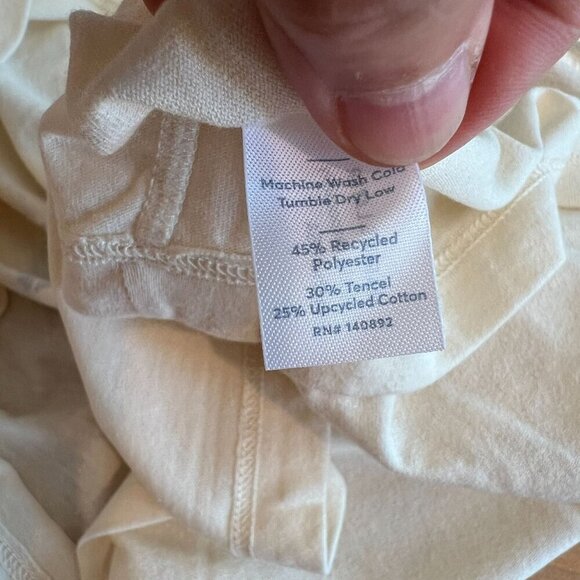 Machine Wash Cold
Tumble Dry Low
45% Recycled
Polyester
30% Tencel
25% Upcycled Cotton
RN# 140892